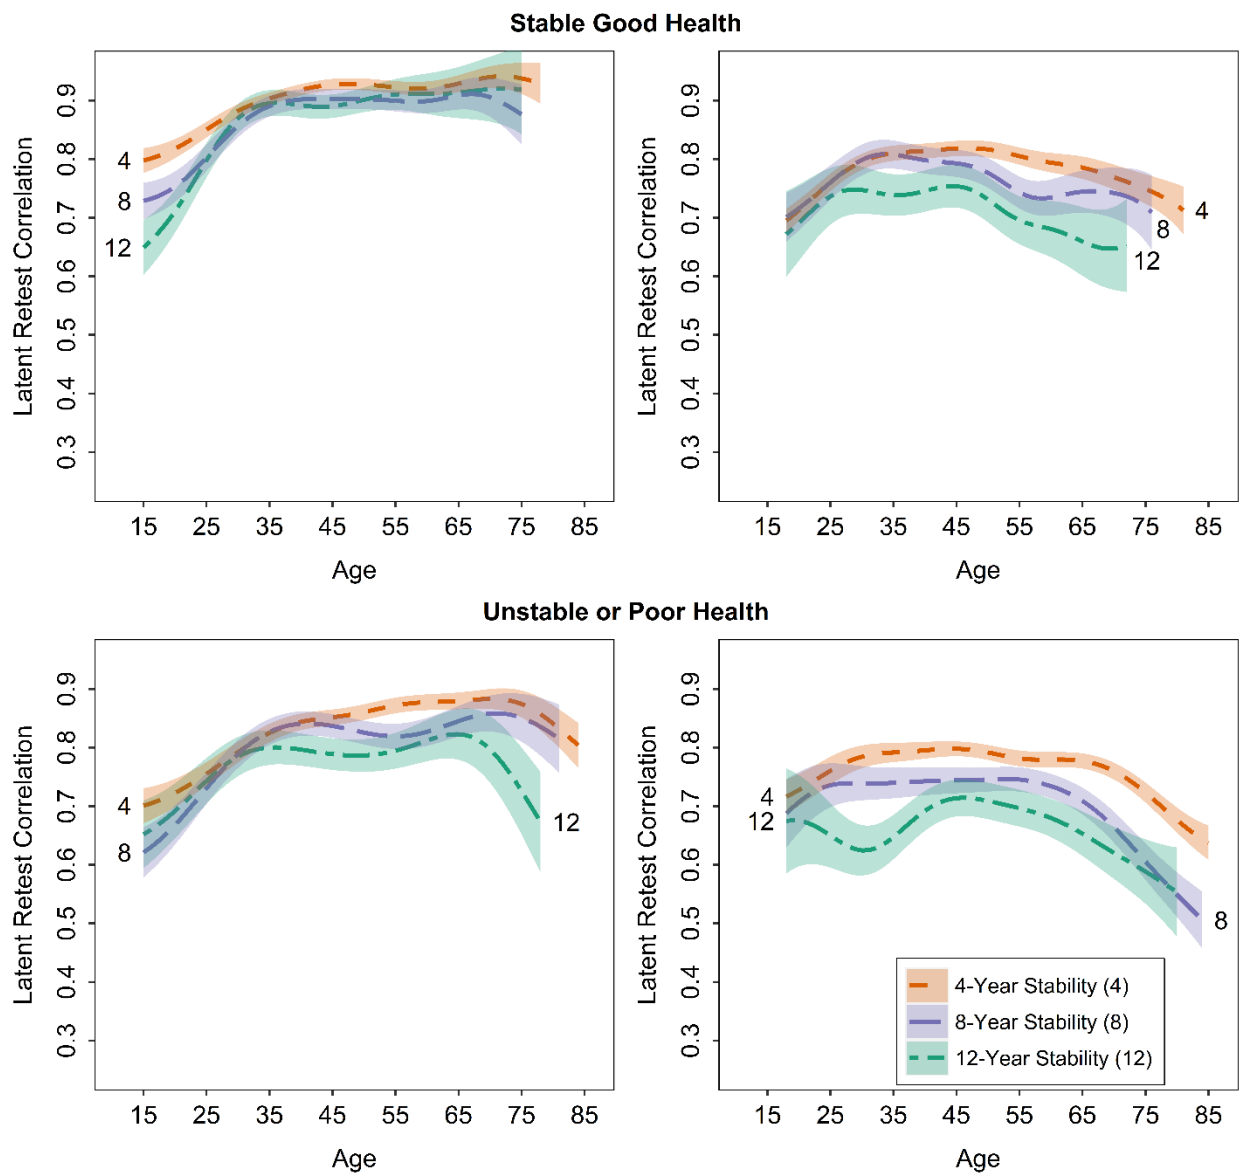 Stable Good Health
Latent Retest Correlation
0.3 0.4 0.5 0.6 0.7 0.8 0.9
4
8
12
15 25 35 45 55 65 75 85
Age
Latent Retest Correlation
0.3 0.4 0.5 0.6 0.7 0.8 0.9
4
8
12
15 25 35 45 55 65 75 85
Age
Unstable or Poor Health
Latent Retest Correlation
0.3 0.4 0.5 0.6 0.7 0.8 0.9
4
8
12
15 25 35 45 55 65 75 85
Age
Latent Retest Correlation
0.3 0.4 0.5 0.6 0.7 0.8 0.9
4
12
8
4-Year Stability (4)
8-Year Stability (8)
12-Year Stability (12)
15 25 35 45 55 65 75 85
Age